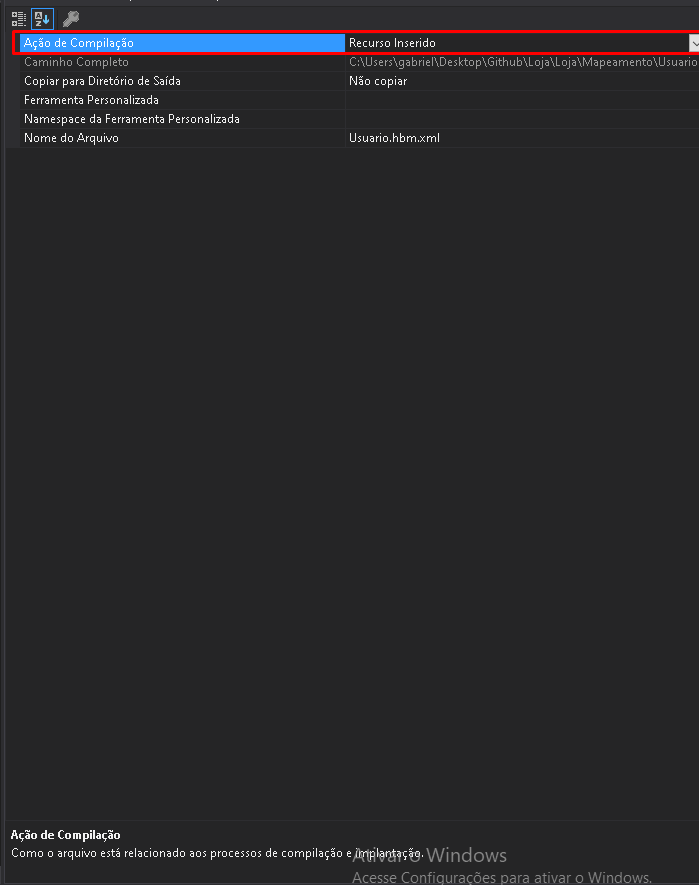 Ação de Compilação Recurso Inserido
Caminho Completo C:\Users\gabriel\Desktop\Github\Loja\Loja\Mapeamento\Usuario
Copiar para Diretório de Saída Não copiar
Ferramenta Personalizada
Namespace da Ferramenta Personalizada
Nome do Arquivo Usuario.hbm.xml
Ação de Compilação
Como o arquivo está relacionado aos processos de compilação e implantação.
Ativar o Windows
Acesse Configurações para ativar o Windows.